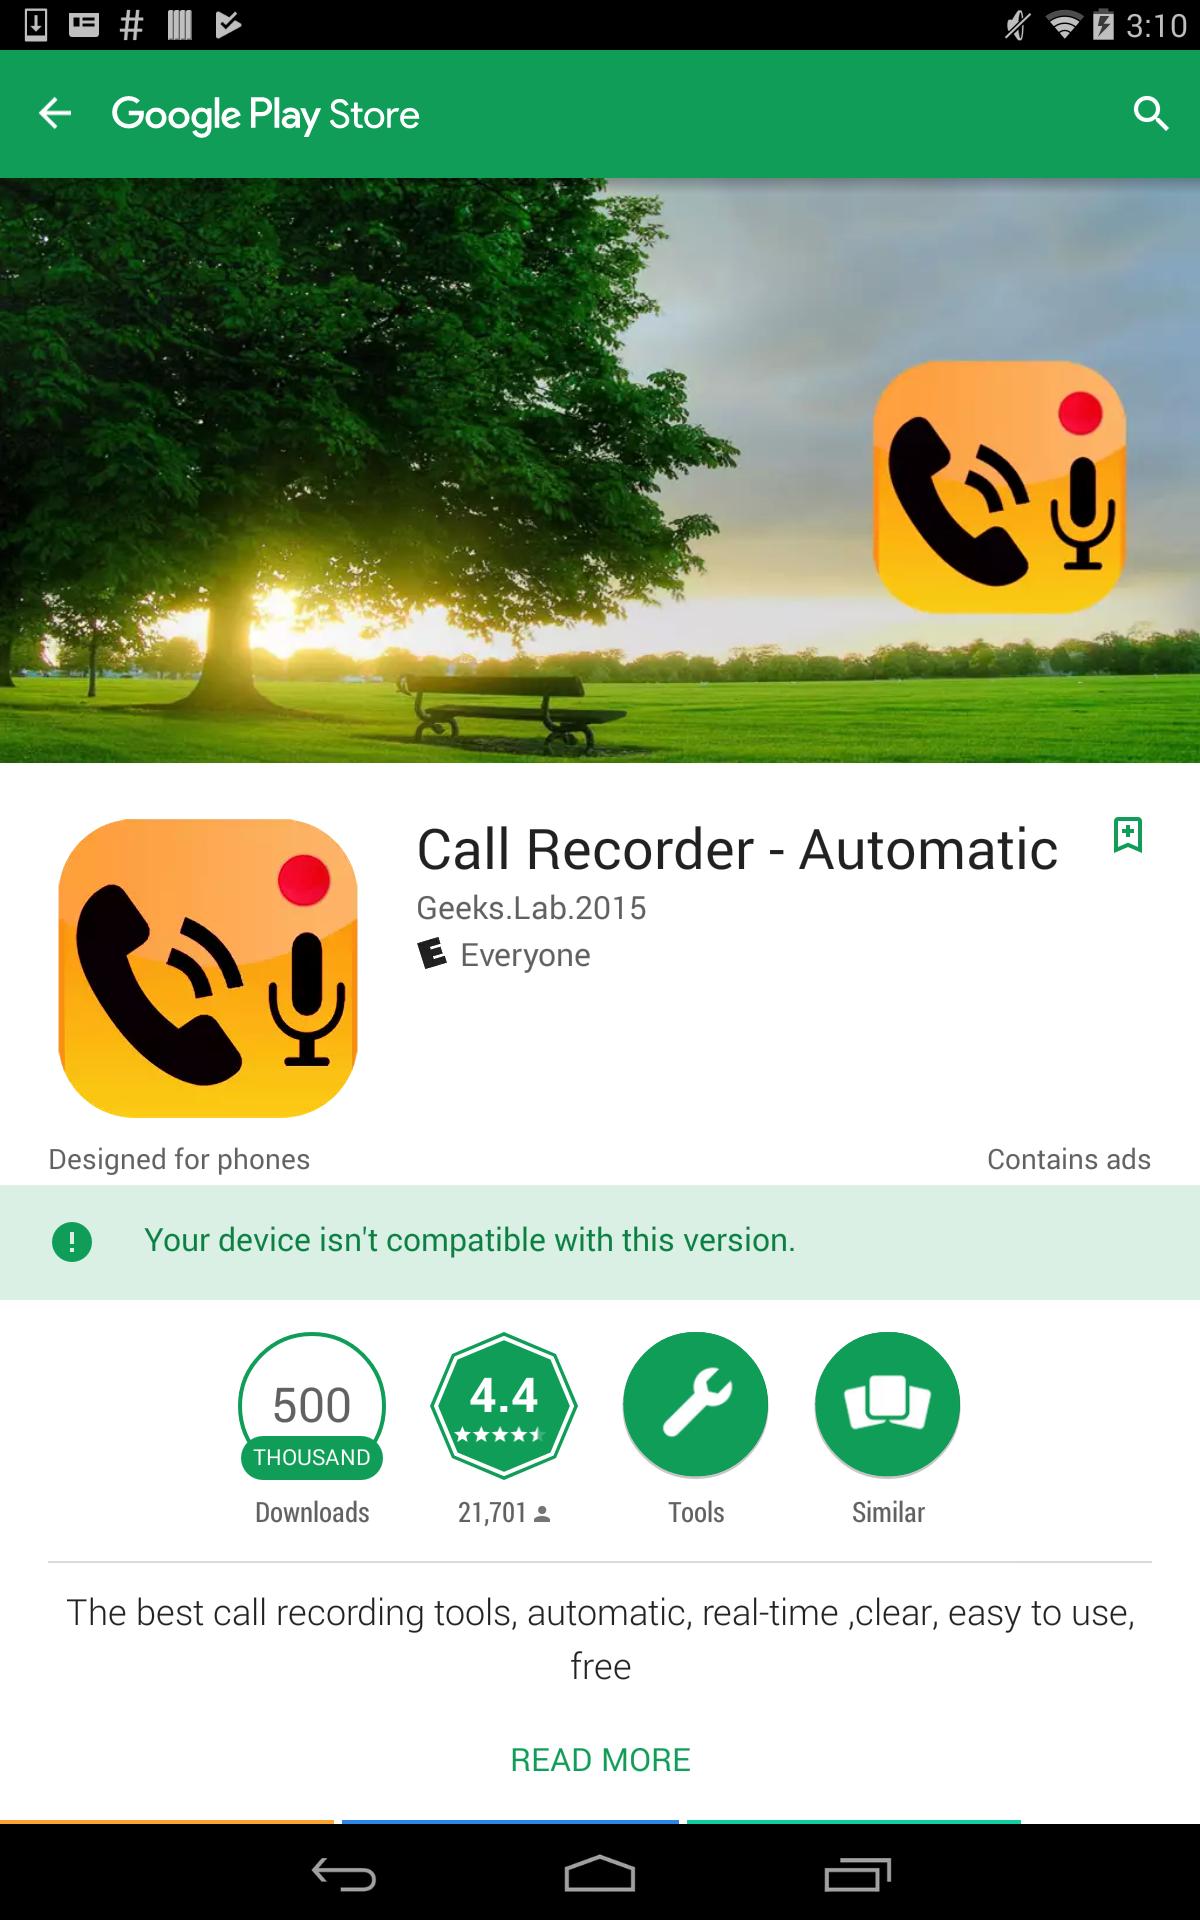 3:10
Google Play Store
Call Recorder - Automatic
Geeks.Lab.2015
E Everyone
Designed for phones
Contains ads
! Your device isn't compatible with this version.
500
THOUSAND
Downloads
4.4
21,701
Tools
Similar
The best call recording tools, automatic, real-time ,clear, easy to use,
free
READ MORE